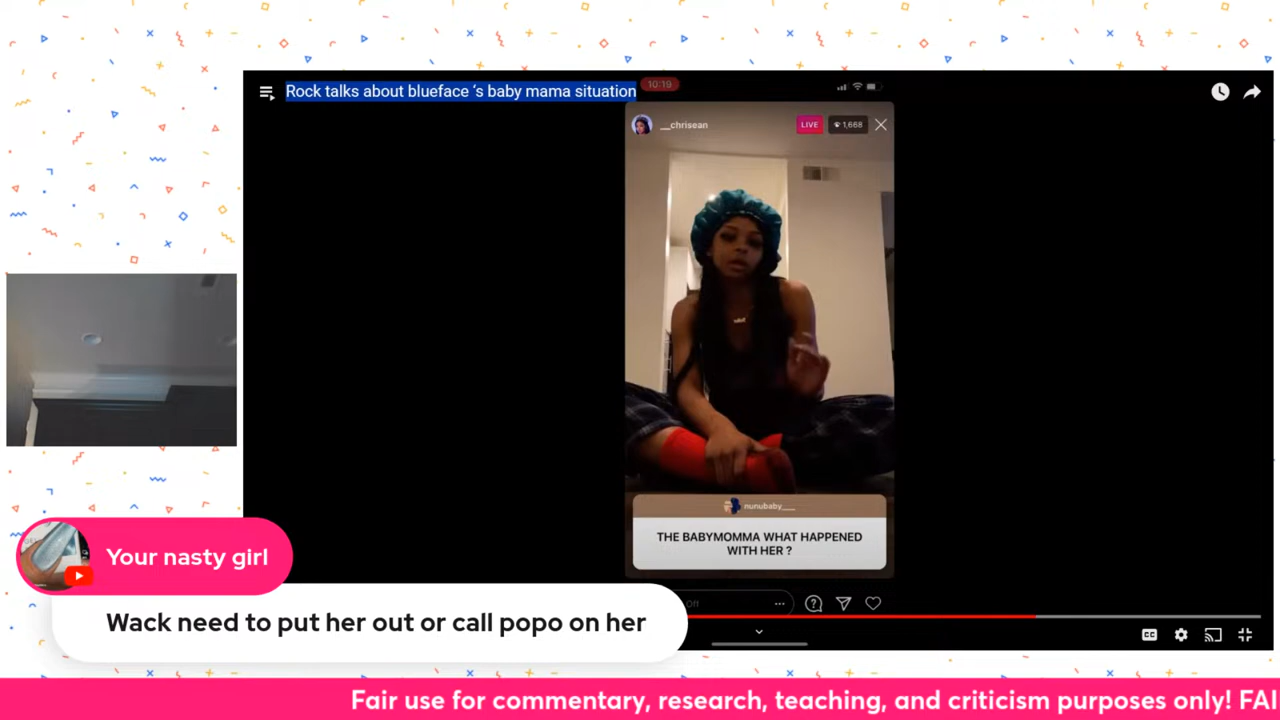 Rock talks about blueface ‘s baby mama situation
10:19
__chrisean
LIVE
1,668
nunubaby___
THE BABYMOMMA WHAT HAPPENED
WITH HER ?
Off
CC
Your nasty girl
Wack need to put her out or call popo on her
Fair use for commentary, research, teaching, and criticism purposes only! FAI